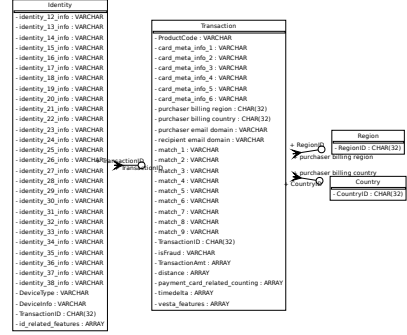 Identity
- identity_12_info : VARCHAR
- identity_13_info : VARCHAR
- identity_14_info : VARCHAR
- identity_15_info : VARCHAR
- identity_16_info : VARCHAR
- identity_17_info : VARCHAR
- identity_18_info : VARCHAR
- identity_19_info : VARCHAR
- identity_20_info : VARCHAR
- identity_21_info : VARCHAR
- identity_22_info : VARCHAR
- identity_23_info : VARCHAR
- identity_24_info : VARCHAR
- identity_25_info : VARCHAR
- identity_26_info : VARCHAR
- identity_27_info : VARCHAR
- identity_28_info : VARCHAR
- identity_29_info : VARCHAR
- identity_30_info : VARCHAR
- identity_31_info : VARCHAR
- identity_32_info : VARCHAR
- identity_33_info : VARCHAR
- identity_34_info : VARCHAR
- identity_35_info : VARCHAR
- identity_36_info : VARCHAR
- identity_37_info : VARCHAR
- identity_38_info : VARCHAR
- DeviceType : VARCHAR
- DeviceInfo : VARCHAR
- TransactionID : CHAR(32)
- id_related_features : ARRAY
TransactionID
TransactionID
Transaction
- ProductCode : VARCHAR
- card_meta_info_1 : VARCHAR
- card_meta_info_2 : VARCHAR
- card_meta_info_3 : VARCHAR
- card_meta_info_4 : VARCHAR
- card_meta_info_5 : VARCHAR
- card_meta_info_6 : VARCHAR
- purchaser billing region : CHAR(32)
- purchaser billing country : CHAR(32)
- purchaser email domain : VARCHAR
- recipient email domain : VARCHAR
- match_1 : VARCHAR
- match_2 : VARCHAR
- match_3 : VARCHAR
- match_4 : VARCHAR
- match_5 : VARCHAR
- match_6 : VARCHAR
- match_7 : VARCHAR
- match_8 : VARCHAR
- match_9 : VARCHAR
- TransactionID : CHAR(32)
- isFraud : VARCHAR
- TransactionAmt : ARRAY
- distance : ARRAY
- payment_card_related_counting : ARRAY
- timedelta : ARRAY
- vesta_features : ARRAY
+ RegionID
+ purchaser billing region
+ purchaser billing country
+ CountryID
Region
- RegionID : CHAR(32)
Country
- CountryID : CHAR(32)